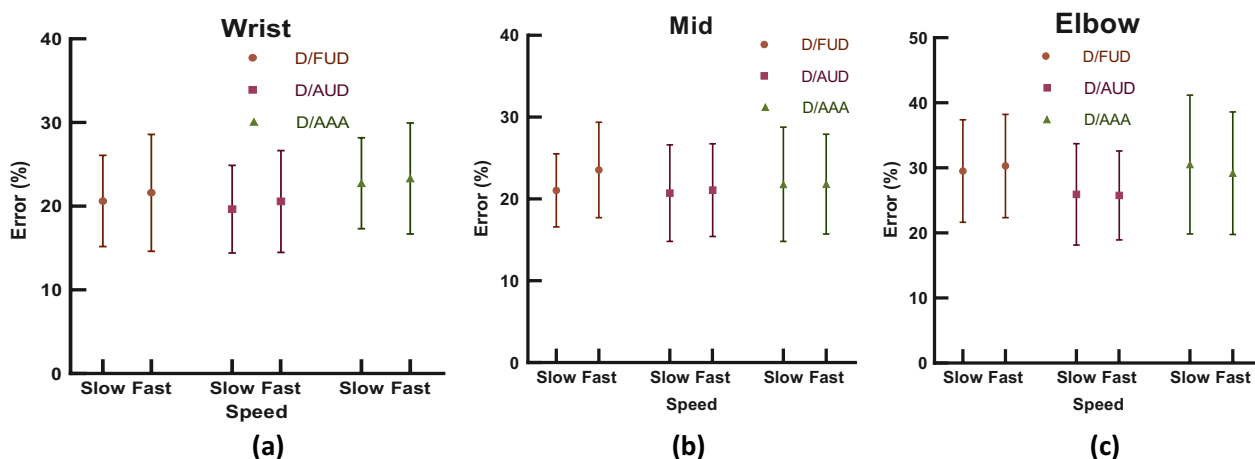 Wrist
D/FUD
D/AUD
D/AAA
Error (%)
40
30
20
10
0
Slow Fast Slow Fast Slow Fast
Speed
(a)
Mid
D/FUD
D/AUD
D/AAA
Error (%)
40
30
20
10
0
Slow Fast Slow Fast Slow Fast
Speed
(b)
Elbow
D/FUD
D/AUD
D/AAA
Error (%)
50
40
30
20
10
0
Slow Fast Slow Fast Slow Fast
Speed
(c)